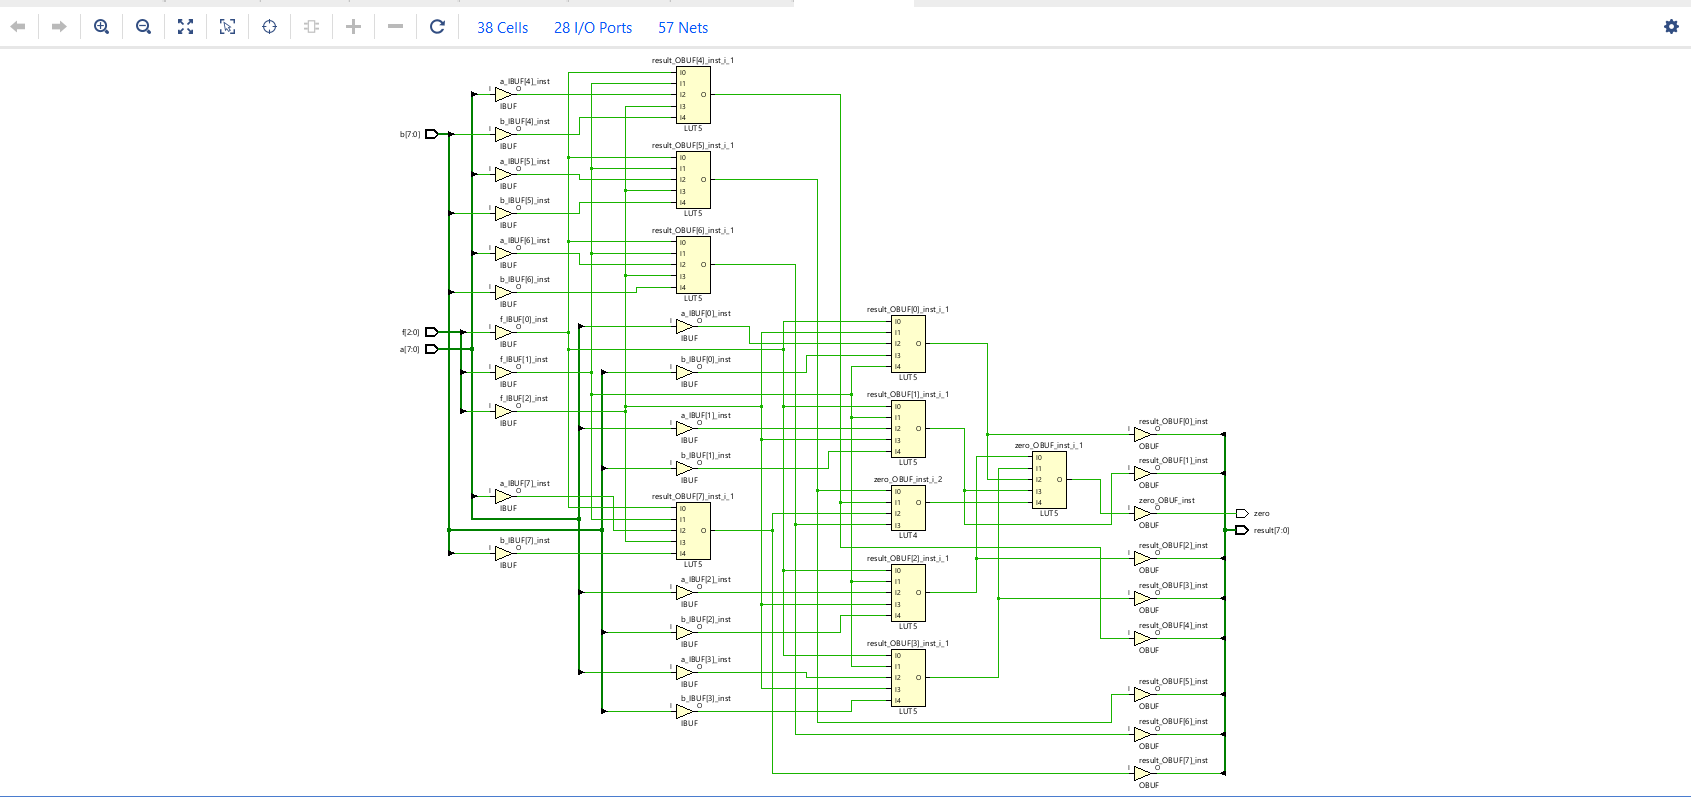 38 Cells 28 I/O Ports 57 Nets
result_OBUF[4]_inst_i_1
I0
I1
I2 O
I3
I4
LUT5
a_IBUF[4]_inst
I O
IBUF
b[7:0]
b_IBUF[4]_inst
I O
IBUF
result_OBUF[5]_inst_i_1
I0
I1
I2 O
I3
I4
LUT5
a_IBUF[5]_inst
I O
IBUF
b_IBUF[5]_inst
I O
IBUF
result_OBUF[6]_inst_i_1
I0
I1
I2 O
I3
I4
LUT5
a_IBUF[6]_inst
I O
IBUF
b_IBUF[6]_inst
I O
IBUF
f[2:0]
a[7:0]
f_IBUF[0]_inst
I O
IBUF
f_IBUF[1]_inst
I O
IBUF
f_IBUF[2]_inst
I O
IBUF
a_IBUF[0]_inst
I O
IBUF
b_IBUF[0]_inst
I O
IBUF
result_OBUF[0]_inst_i_1
I0
I1
I2 O
I3
I4
LUT5
a_IBUF[1]_inst
I O
IBUF
b_IBUF[1]_inst
I O
IBUF
result_OBUF[1]_inst_i_1
I0
I1
I2 O
I3
I4
LUT5
a_IBUF[7]_inst
I O
IBUF
b_IBUF[7]_inst
I O
IBUF
result_OBUF[7]_inst_i_1
I0
I1
I2 O
I3
I4
LUT5
zero_OBUF_inst_i_2
I0
I1 O
I2
I3
LUT4
zero_OBUF_inst_i_1
I0
I1
I2 O
I3
I4
LUT5
a_IBUF[2]_inst
I O
IBUF
b_IBUF[2]_inst
I O
IBUF
result_OBUF[2]_inst_i_1
I0
I1
I2 O
I3
I4
LUT5
a_IBUF[3]_inst
I O
IBUF
b_IBUF[3]_inst
I O
IBUF
result_OBUF[3]_inst_i_1
I0
I1
I2 O
I3
I4
LUT5
result_OBUF[0]_inst
I O
OBUF
result_OBUF[1]_inst
I O
OBUF
zero_OBUF_inst
I O
OBUF
zero
result[7:0]
result_OBUF[2]_inst
I O
OBUF
result_OBUF[3]_inst
I O
OBUF
result_OBUF[4]_inst
I O
OBUF
result_OBUF[5]_inst
I O
OBUF
result_OBUF[6]_inst
I O
OBUF
result_OBUF[7]_inst
I O
OBUF